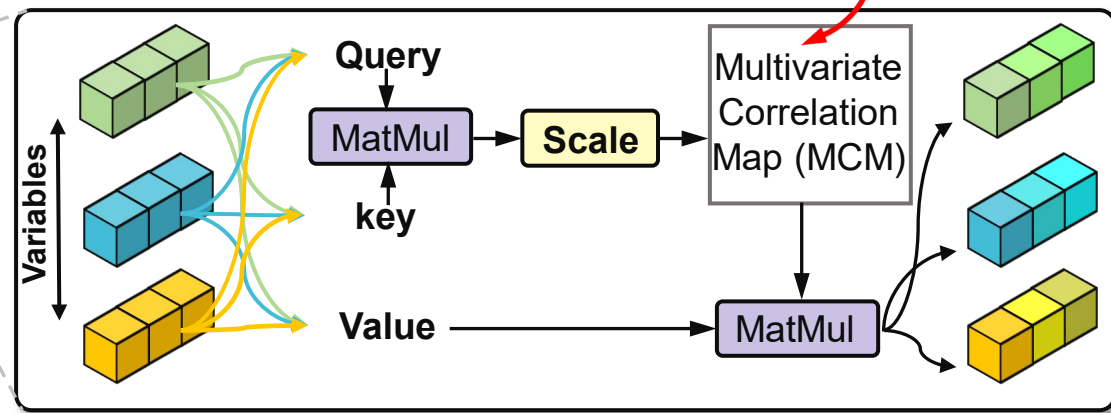 Variables
Query
MatMul
key
Scale
Multivariate
Correlation
Map (MCM)
Value
MatMul